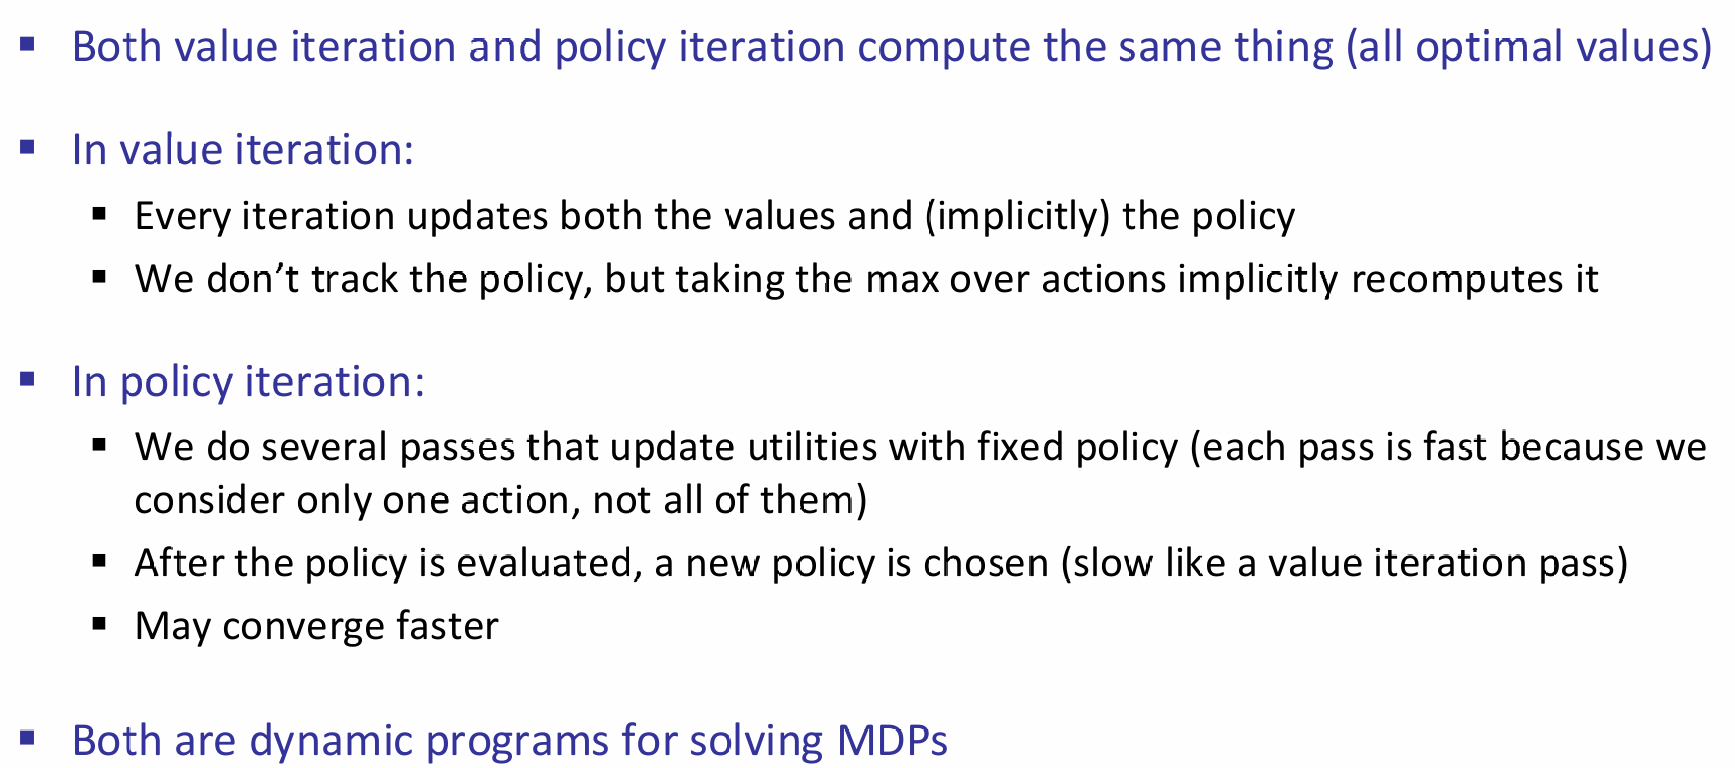 ▪ Both value iteration and policy iteration compute the same thing (all optimal values)
▪ In value iteration:
▪ Every iteration updates both the values and (implicitly) the policy
▪ We don’t track the policy, but taking the max over actions implicitly recomputes it
▪ In policy iteration:
▪ We do several passes that update utilities with fixed policy (each pass is fast because we
consider only one action, not all of them)
▪ After the policy is evaluated, a new policy is chosen (slow like a value iteration pass)
▪ May converge faster
▪ Both are dynamic programs for solving MDPs